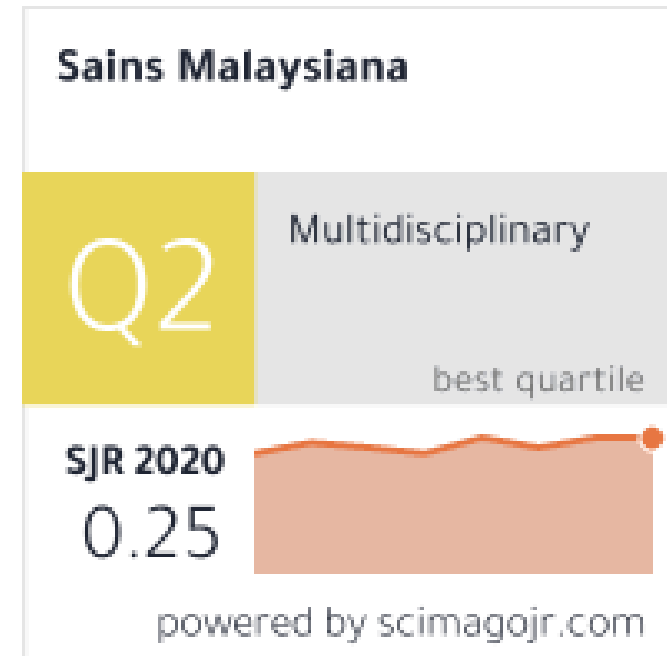 Sains Malaysiana
Q2
Multidisciplinary
best quartile
SJR 2020
0.25
powered by scimagojr.com